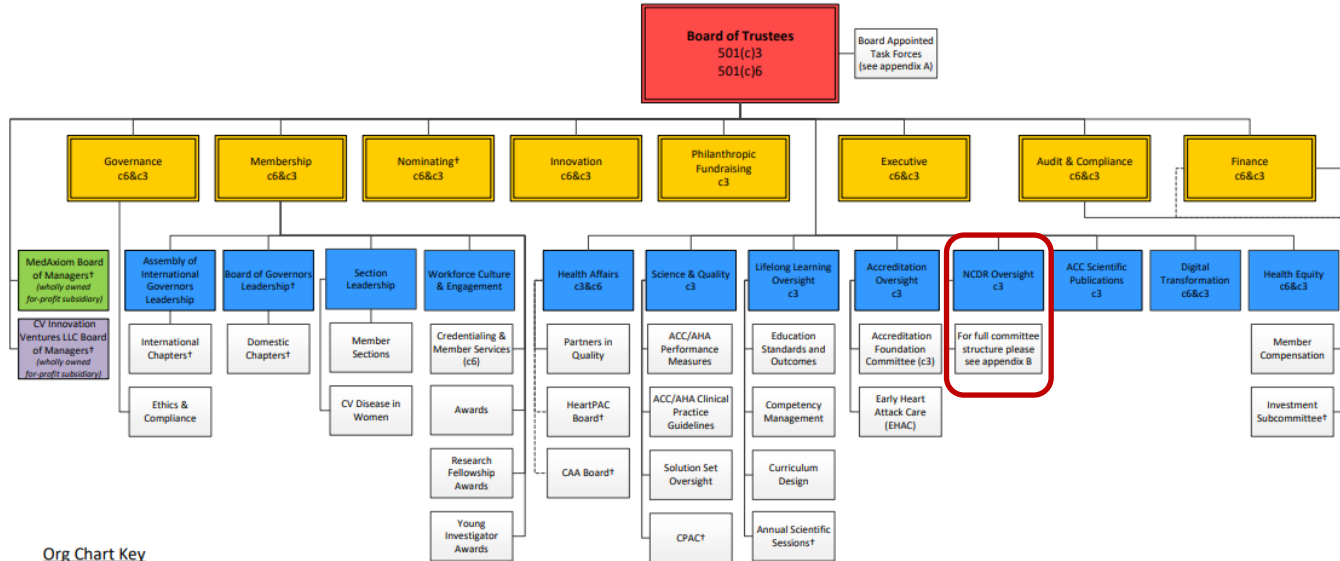 Board of Trustees
501(c)3
501(c)6
Board Appointed
Task Forces
(see appendix A)
Governance
c6&c3
Membership
c6&c3
Nominating†
c6&c3
Innovation
c6&c3
Philanthropic
Fundraising
c3
Executive
c6&c3
Audit & Compliance
c6&c3
Finance
c6&c3
MedAxiom Board
of Managers†
(wholly owned
for-profit subsidiary)
Assembly of
International
Governors
Leadership
Board of Governors
Leadership†
Section
Leadership
Workforce Culture
& Engagement
Health Affairs
c3&c6
Science & Quality
c3
Lifelong Learning
Oversight
c3
Accreditation
Oversight
c3
NCDR Oversight
c3
ACC Scientific
Publications
c3
Digital
Transformation
c6&c3
Health Equity
c6&c3
CV Innovation
Ventures LLC Board
of Managers†
(wholly owned
for-profit subsidiary)
International
Chapters†
Domestic
Chapters†
Member
Sections
Credentialing &
Member Services
(c6)
Partners in
Quality
ACC/AHA
Performance
Measures
Education
Standards and
Outcomes
Accreditation
Foundation
Committee (c3)
For full committee
structure please
see appendix B
Member
Compensation
Ethics &
Compliance
CV Disease in
Women
Awards
HeartPAC
Board†
ACC/AHA Clinical
Practice
Guidelines
Competency
Management
Early Heart
Attack Care
(EHAC)
Investment
Subcommittee†
Research
Fellowship
Awards
CAA Board†
Solution Set
Oversight
Curriculum
Design
Young
Investigator
Awards
CPAC†
Annual Scientific
Sessions†
Org Chart Key